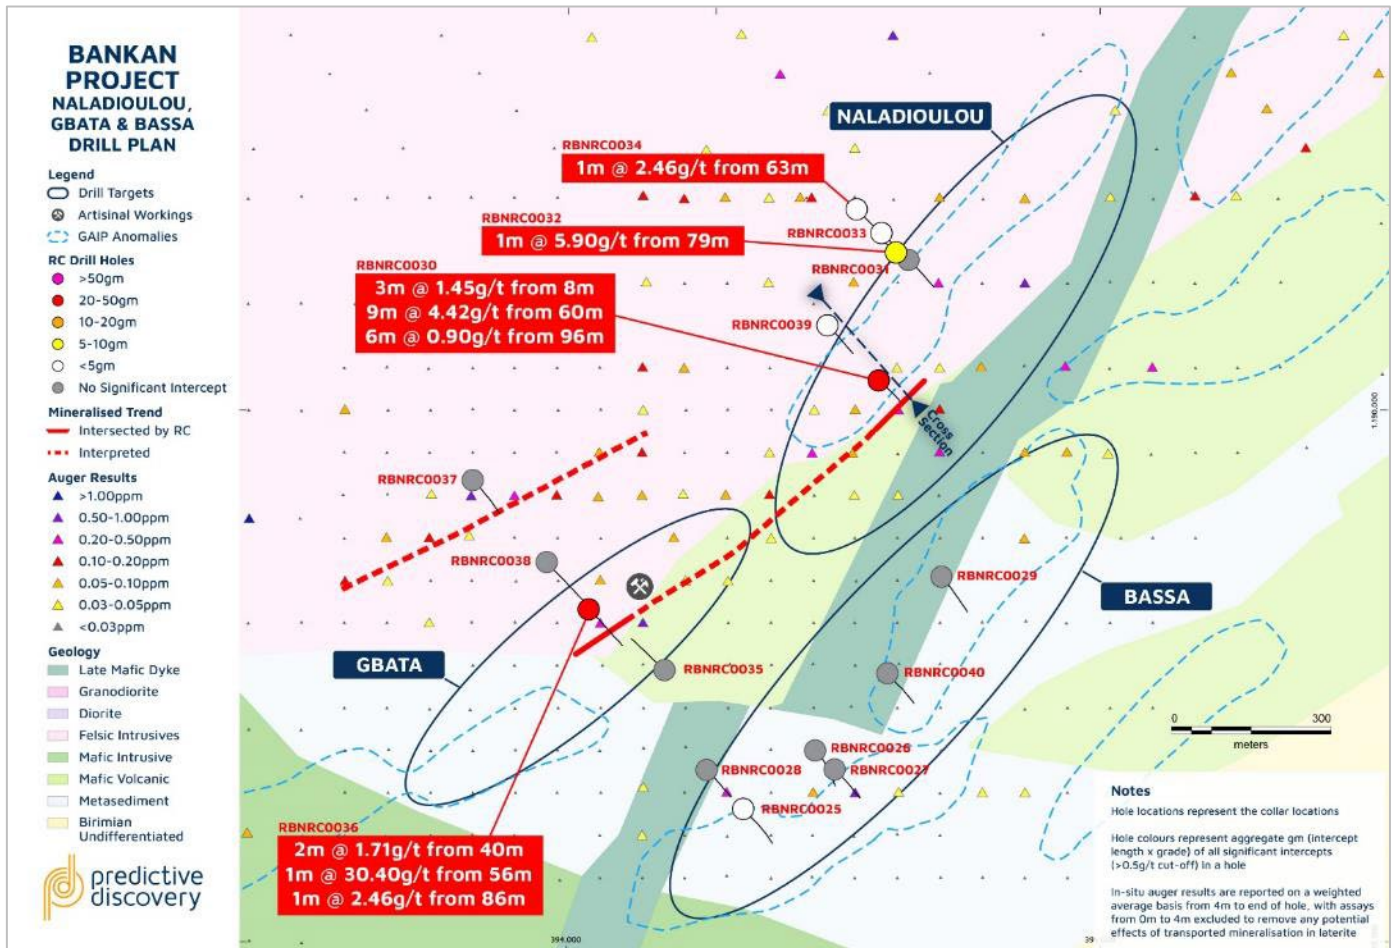 BANKAN
PROJECT
NALADIOULOU,
GBATA & BASSA
DRILL PLAN
Legend
Drill Targets
Artisinal Workings
GAIP Anomalies
RC Drill Holes
>50gm
20-50gm
10-20gm
5-10gm
<5gm
No Significant Intercept
Mineralised Trend
Intersected by RC
Interpreted
Auger Results
>1.00ppm
0.50-1.00ppm
0.20-0.50ppm
0.10-0.20ppm
0.05-0.10ppm
0.03-0.05ppm
<0.03ppm
Geology
Late Mafic Dyke
Granodiorite
Diorite
Felsic Intrusives
Mafic Intrusive
Mafic Volcanic
Metasediment
Birimian
Undifferentiated
predictive
discovery
NALADIOULOU
RBNRC0034
1m @ 2.46g/t from 63m
RBNRC0032
1m @ 5.90g/t from 79m
RBNRC0033
RBNRC0031
RBNRC0030
3m @ 1.45g/t from 8m
9m @ 4.42g/t from 60m
6m @ 0.90g/t from 96m
RBNRC0039
Cross
Section
1,190,000
RBNRC0037
RBNRC0038
RBNRC0029
BASSA
GBATA
RBNRC0035
RBNRC0040
RBNRC0026
RBNRC0028
RBNRC0027
RBNRC0025
RBNRC0036
2m @ 1.71g/t from 40m
1m @ 30.40g/t from 56m
1m @ 2.46g/t from 86m
0 300
meters
Notes
Hole locations represent the collar locations
Hole colours represent aggregate gm (intercept
length x grade) of all significant intercepts
(>0.5g/t cut-off) in a hole
In-situ auger results are reported on a weighted
average basis from 4m to end of hole, with assays
from 0m to 4m excluded to remove any potential
effects of transported mineralisation in laterite
394,000